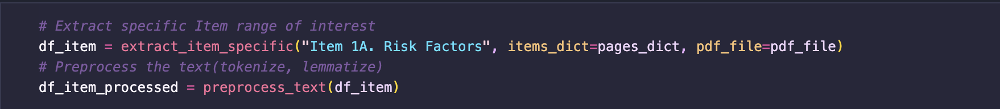 # Extract specific Item range of interest
df_item = extract_item_specific("Item 1A. Risk Factors", items_dict=pages_dict, pdf_file=pdf_file)
# Preprocess the text(tokenize, lemmatize)
df_item_processed = preprocess_text(df_item)